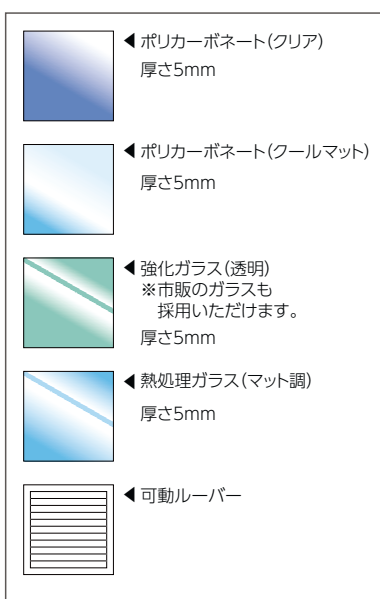 ◀ポリカーボネート(クリア)
厚さ5mm
◀ポリカーボネート(クールマット)
厚さ5mm
◀強化ガラス(透明)
※市販のガラスも
採用いただけます。
厚さ5mm
◀熱処理ガラス(マット調)
厚さ5mm
◀可動ルーバー